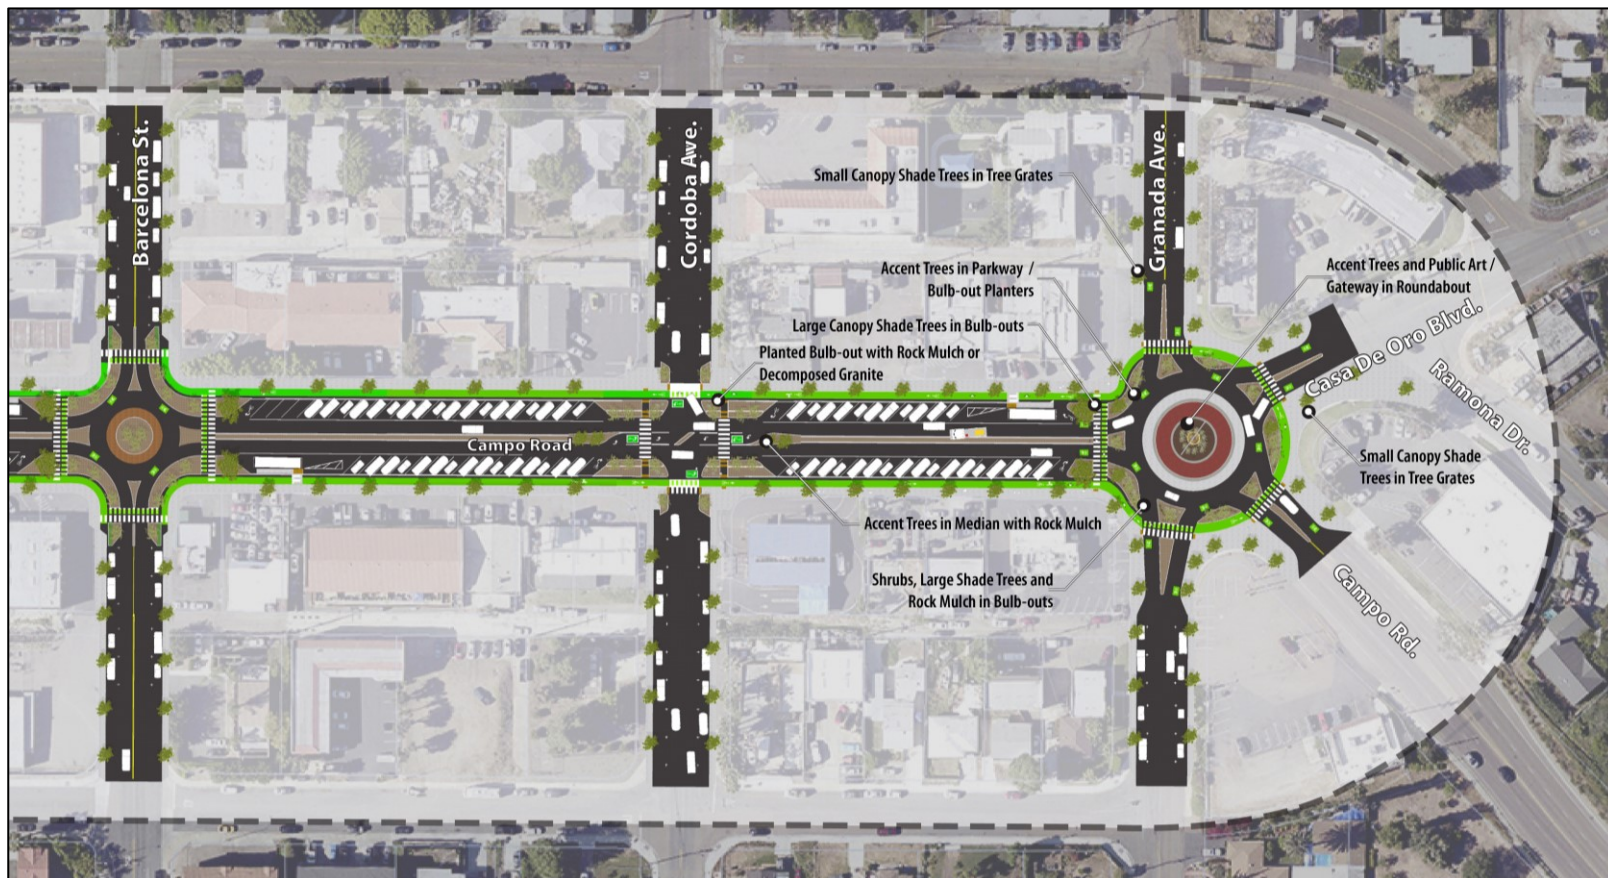 Barcelona St.
Cordoba Ave.
Granada Ave.
Small Canopy Shade Trees in Tree Grates
Accent Trees in Parkway /
Bulb-out Planters
Large Canopy Shade Trees in Bulb-outs
Planted Bulb-out with Rock Mulch or
Decomposed Granite
Accent Trees and Public Art /
Gateway in Roundabout
Casa De Oro Blvd.
Ramona Dr.
Campo Road
Small Canopy Shade
Trees in Tree Grates
Accent Trees in Median with Rock Mulch
Shrubs, Large Shade Trees and
Rock Mulch in Bulb-outs
Campo Rd.